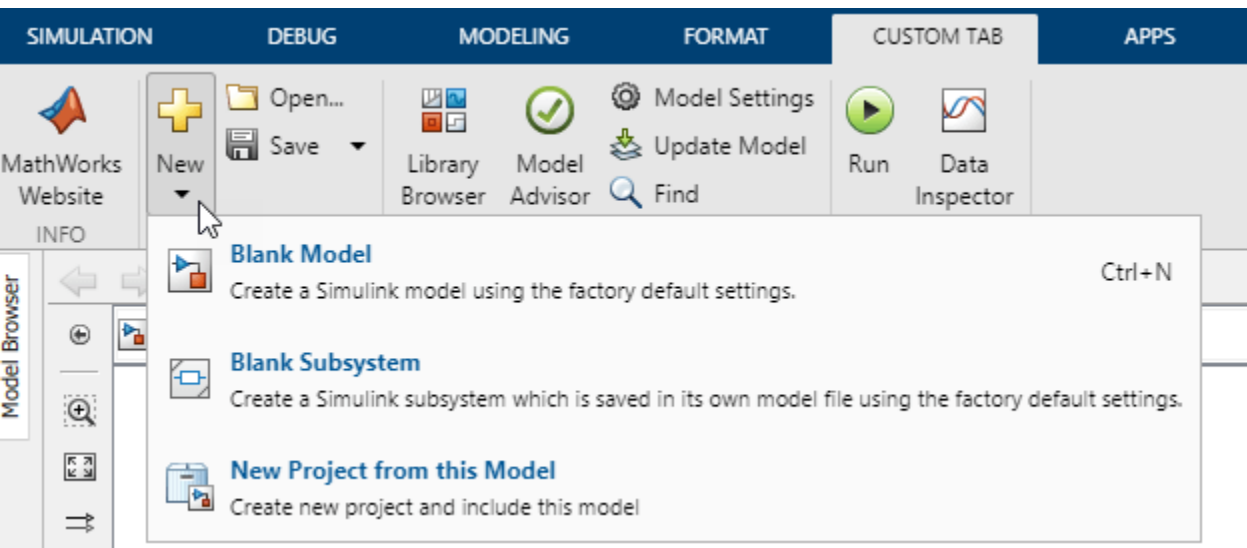 SIMULATION DEBUG MODELING FORMAT CUSTOM TAB APPS
MathWorks Website
New
Open...
Save
Library Browser
Model Advisor
Model Settings
Update Model
Find
Run
Data Inspector
INFO
Model Browser
Blank Model
Ctrl+N
Create a Simulink model using the factory default settings.
Blank Subsystem
Create a Simulink subsystem which is saved in its own model file using the factory default settings.
New Project from this Model
Create new project and include this model